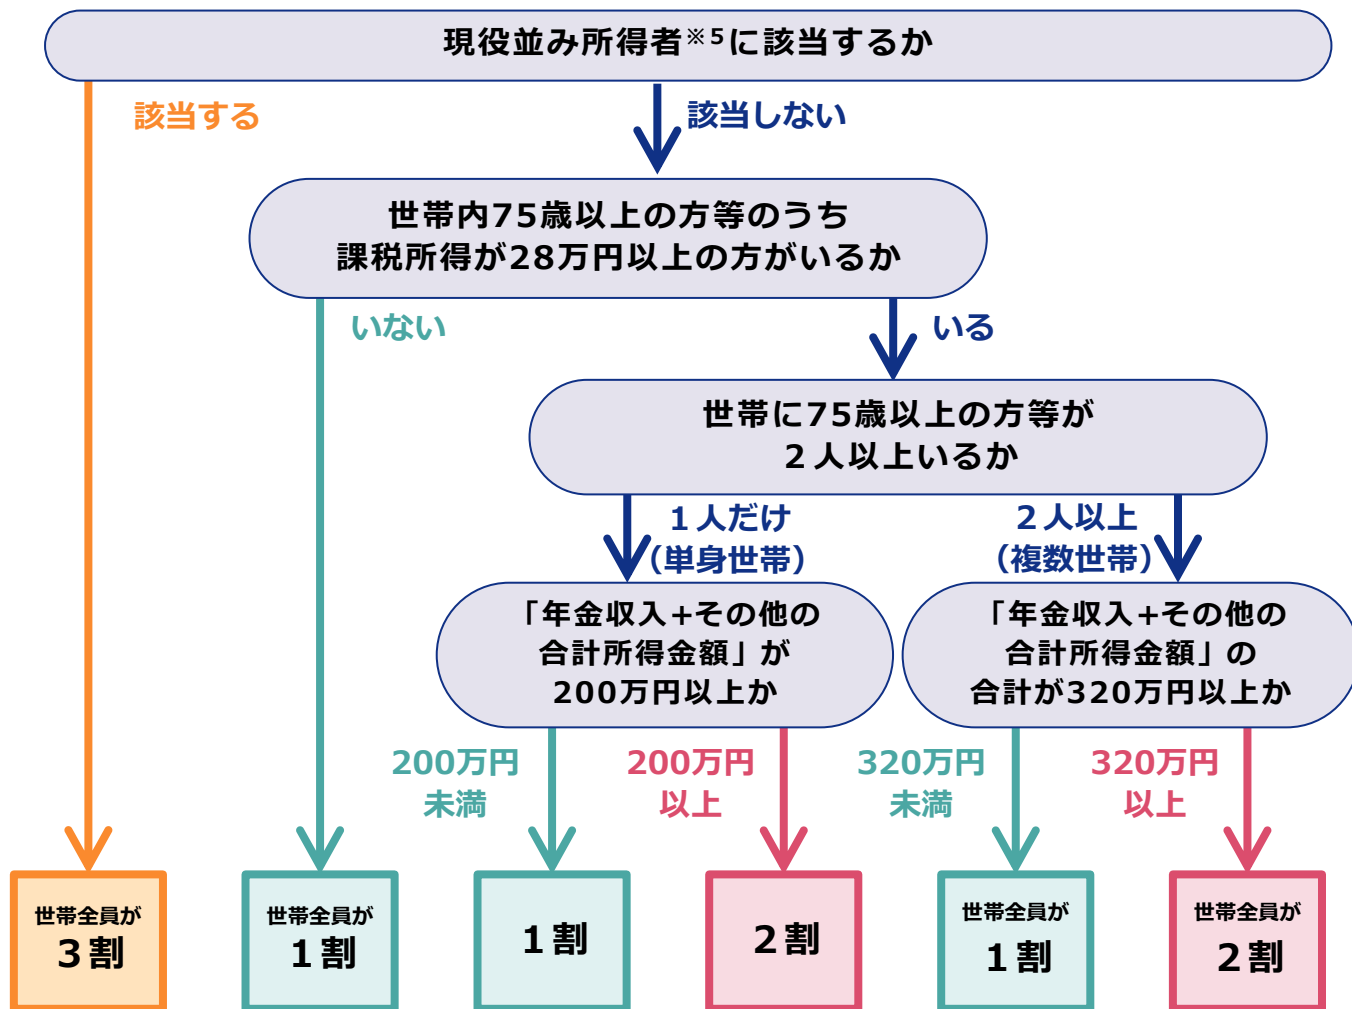 現役並み所得者※5に該当するか
該当する
該当しない
世帯内75歳以上の方等のうち
課税所得が28万円以上の方がいるか
いない
いる
世帯に75歳以上の方等が
２人以上いるか
１人だけ
（単身世帯）
２人以上
（複数世帯）
「年金収入+その他の
合計所得金額」が
200万円以上か
「年金収入+その他の
合計所得金額」の
合計が320万円以上か
200万円
未満
200万円
以上
320万円
未満
320万円
以上
世帯全員が
３割
世帯全員が
１割
１割
２割
世帯全員が
１割
世帯全員が
２割